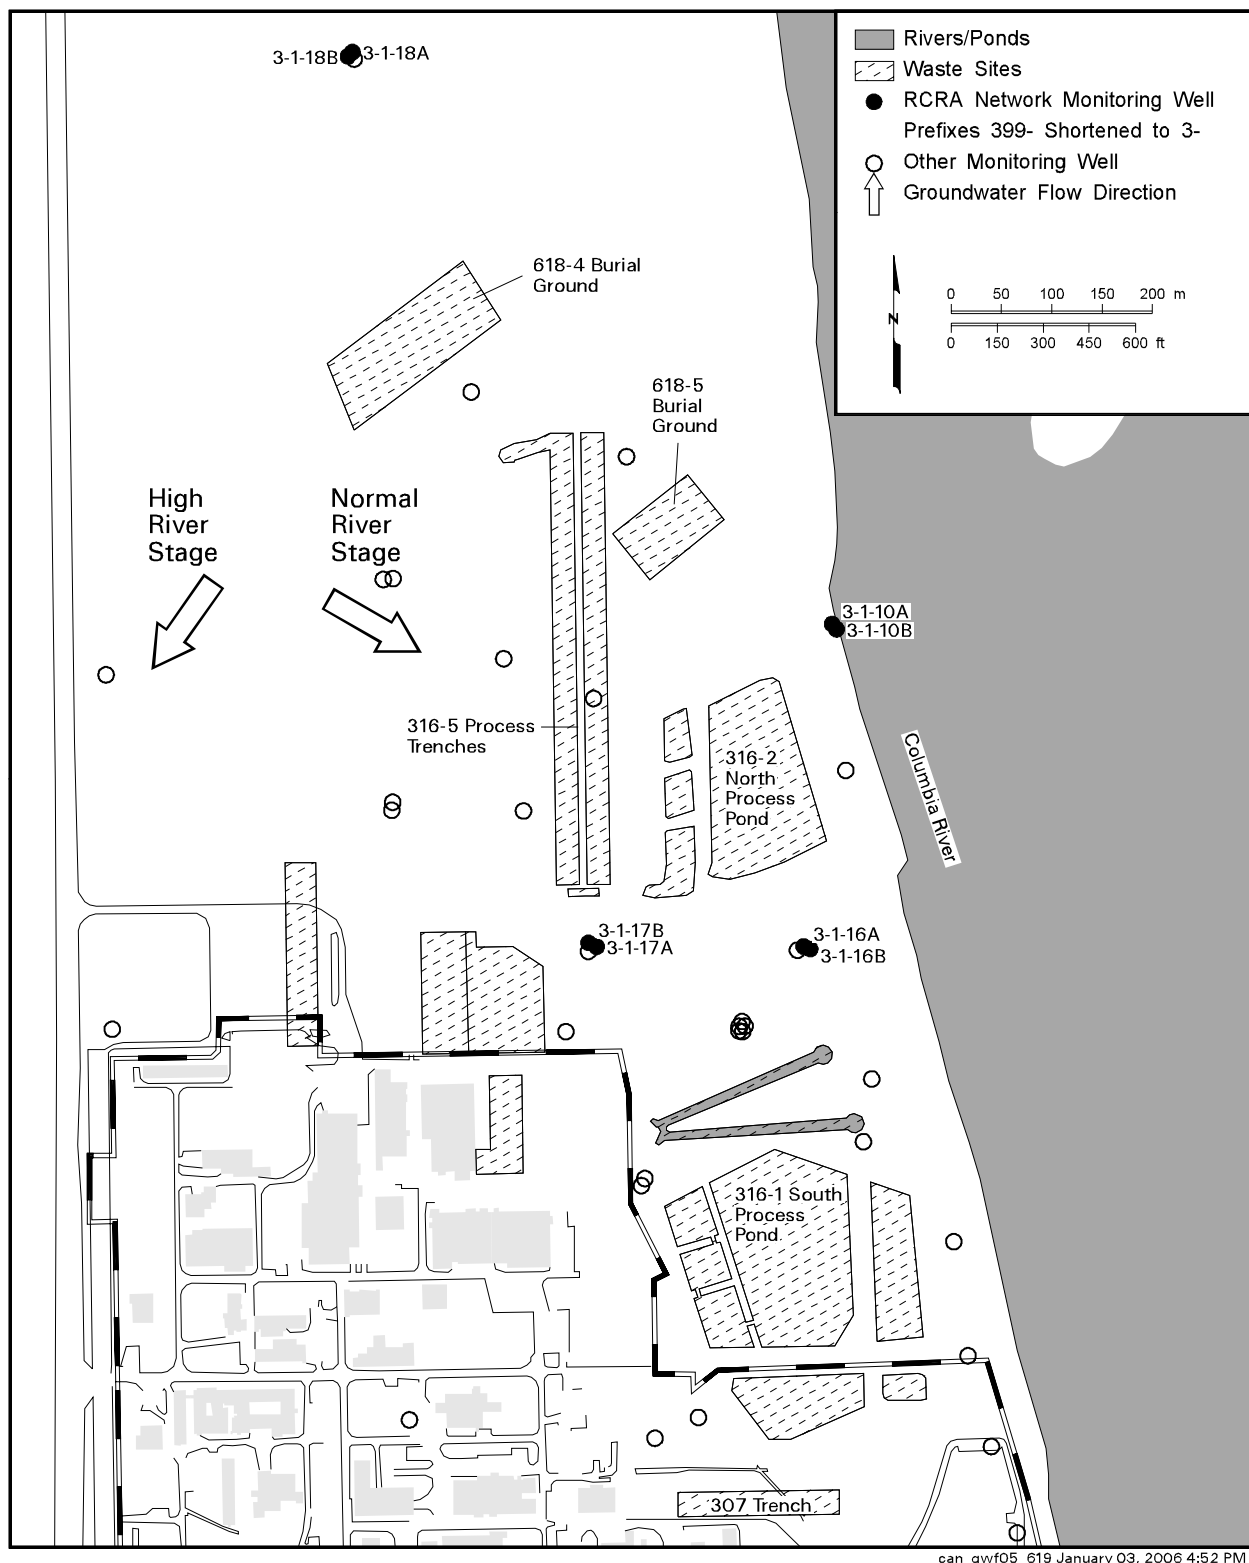 3-1-18B
3-1-18A
Rivers/Ponds
Waste Sites
RCRA Network Monitoring Well
Prefixes 399- Shortened to 3-
Other Monitoring Well
Groundwater Flow Direction
N
0 50 100 150 200 m
0 150 300 450 600 ft
618-4 Burial
Ground
618-5
Burial
Ground
High
River
Stage
Normal
River
Stage
3-1-10A
3-1-10B
316-5 Process
Trenches
316-2
North
Process
Pond
Columbia River
3-1-17B
3-1-17A
3-1-16A
3-1-16B
316-1 South
Process
Pond
307 Trench
can_gwf05_619 January 03, 2006 4:52 PM